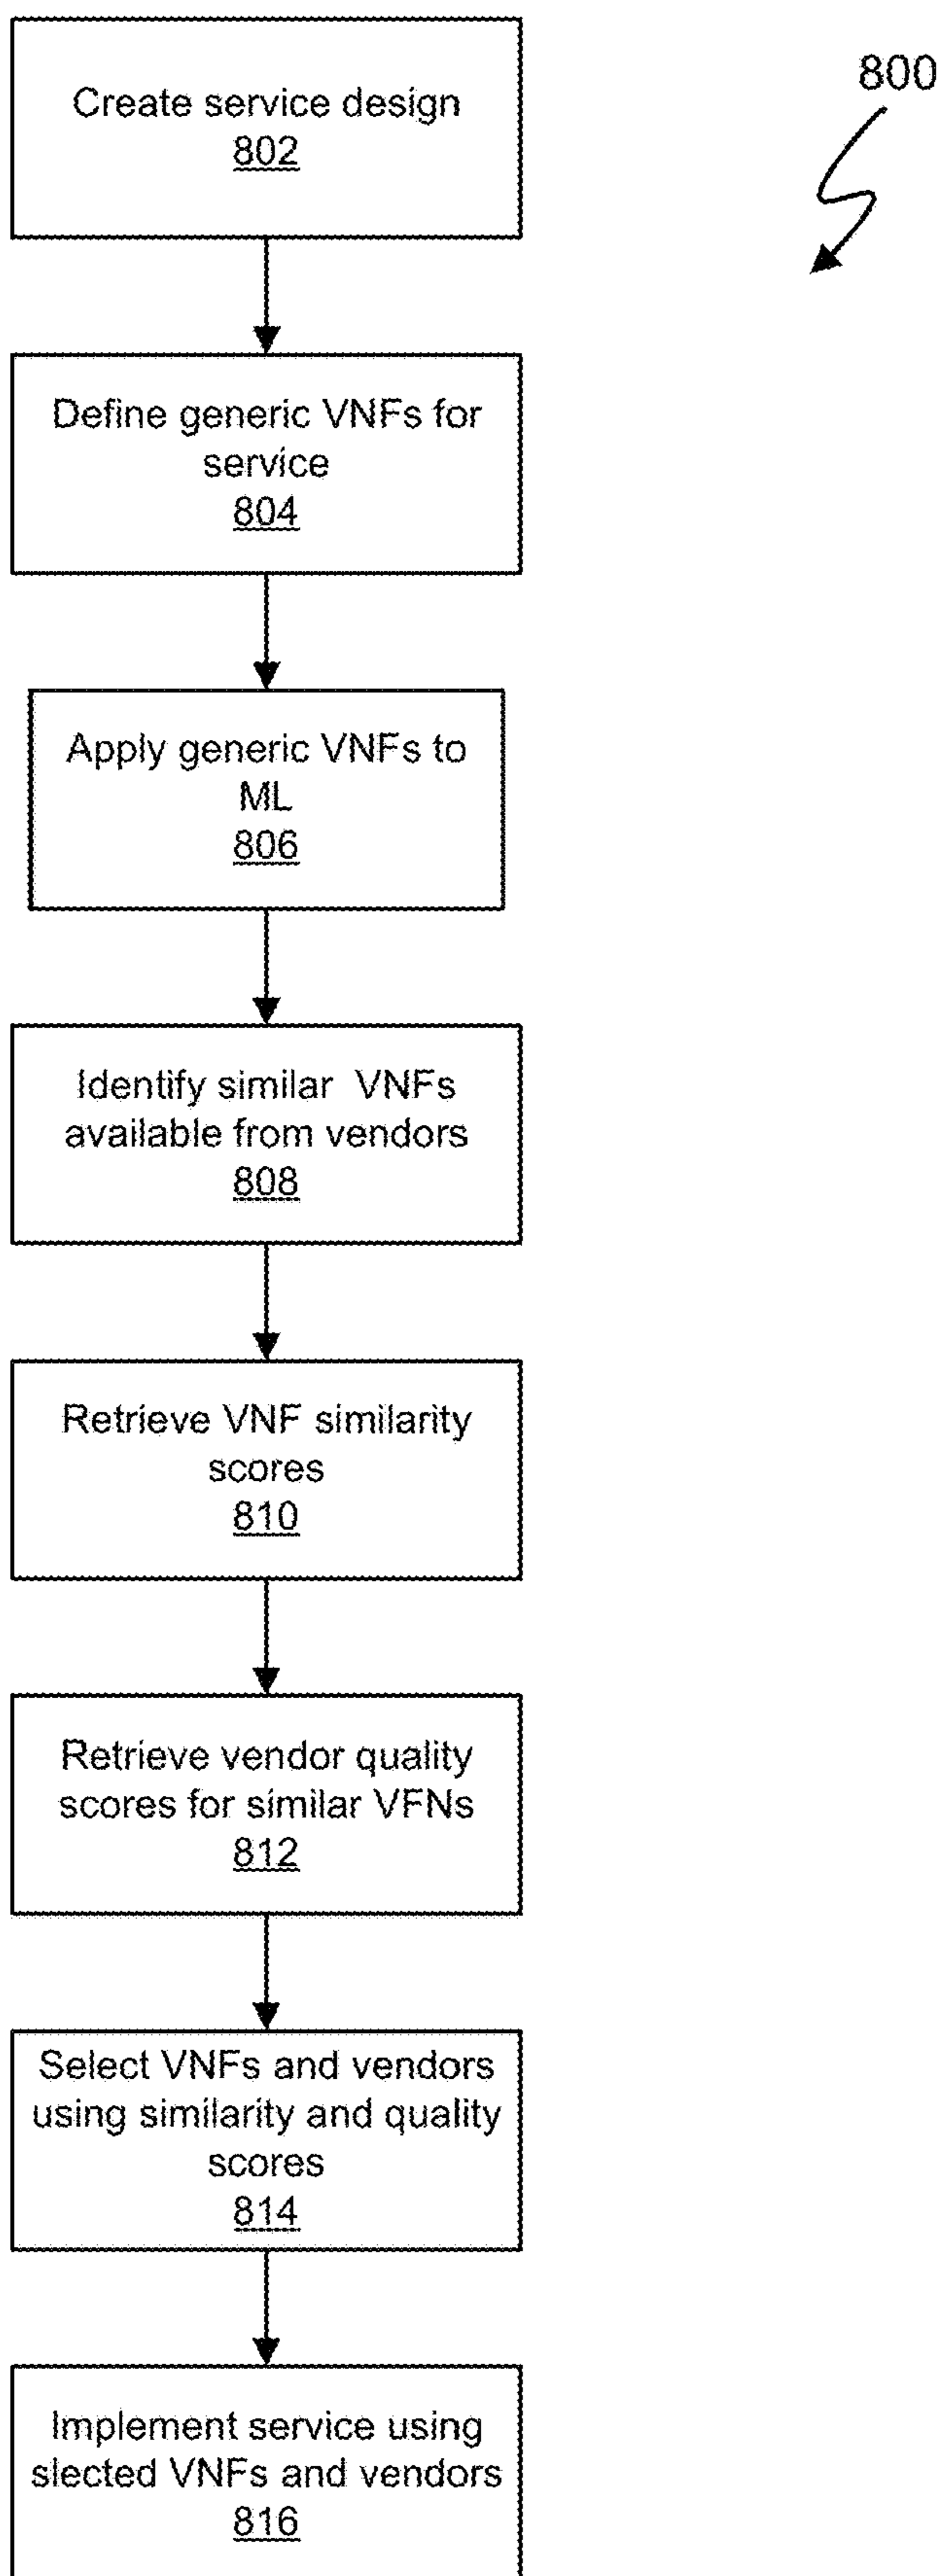 Create service design
802
800
Define generic VNFs for
service
804
Apply generic VNFs to
ML
806
Identify similar VNFs
available from vendors
808
Retrieve VNF similarity
scores
810
Retrieve vendor quality
scores for similar VFNs
812
Select VNFs and vendors
using similarity and quality
scores
814
Implement service using
slected VNFs and vendors
816